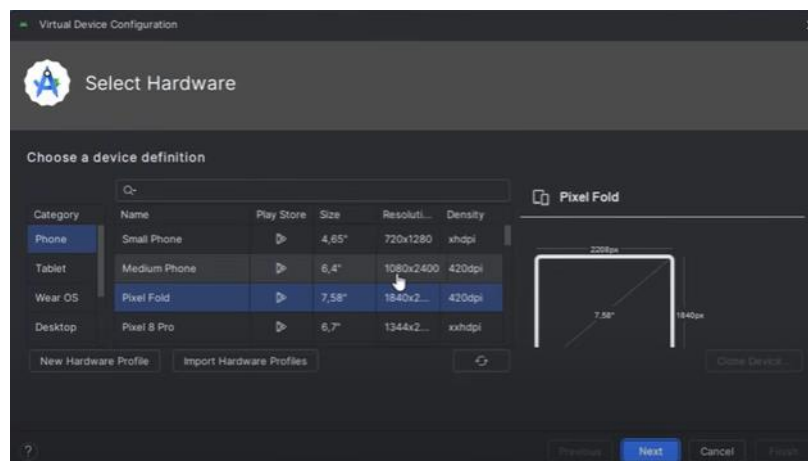 Virtual Device Configuration
Select Hardware
Choose a device definition
Category Name Play Store Size Resoluti... Density
Phone Small Phone 4,65" 720x1280 xhdpi
Tablet Medium Phone 6,4" 1080x2400 420dpi
Wear OS Pixel Fold 7,58" 1840x2... 420dpi
Desktop Pixel 8 Pro 6,7" 1344x2... xxhdpi
New Hardware Profile Import Hardware Profiles
Pixel Fold
2208px
7,58" 1840px
Clone Device...
? Previous Next Cancel Finish